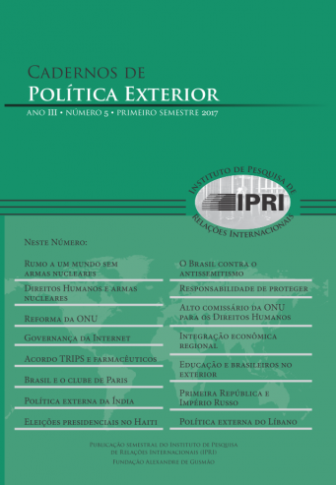 Cadernos de
Política Exterior
ano III • número 5 • primeiro semestre 2017
Instituto de Pesquisa de
IPRI
Relações Internacionais
Neste Número:
Rumo a um mundo sem
armas nucleares
Direitos Humanos e armas
nucleares
Reforma da ONU
Governança da Internet
Acordo TRIPS e farmacêuticos
Brasil e o clube de Paris
Política externa da Índia
Eleições presidenciais no Haiti
O Brasil contra o
antissemitismo
Responsabilidade de proteger
Alto comissário da ONU
para os Direitos Humanos
Integração econômica
regional
Educação e brasileiros no
exterior
Primeira República e
Império Russo
Política externa do Líbano
Publicação semestral do Instituto de Pesquisa
de Relações Internacionais (IPRI)
Fundação Alexandre de Gusmão